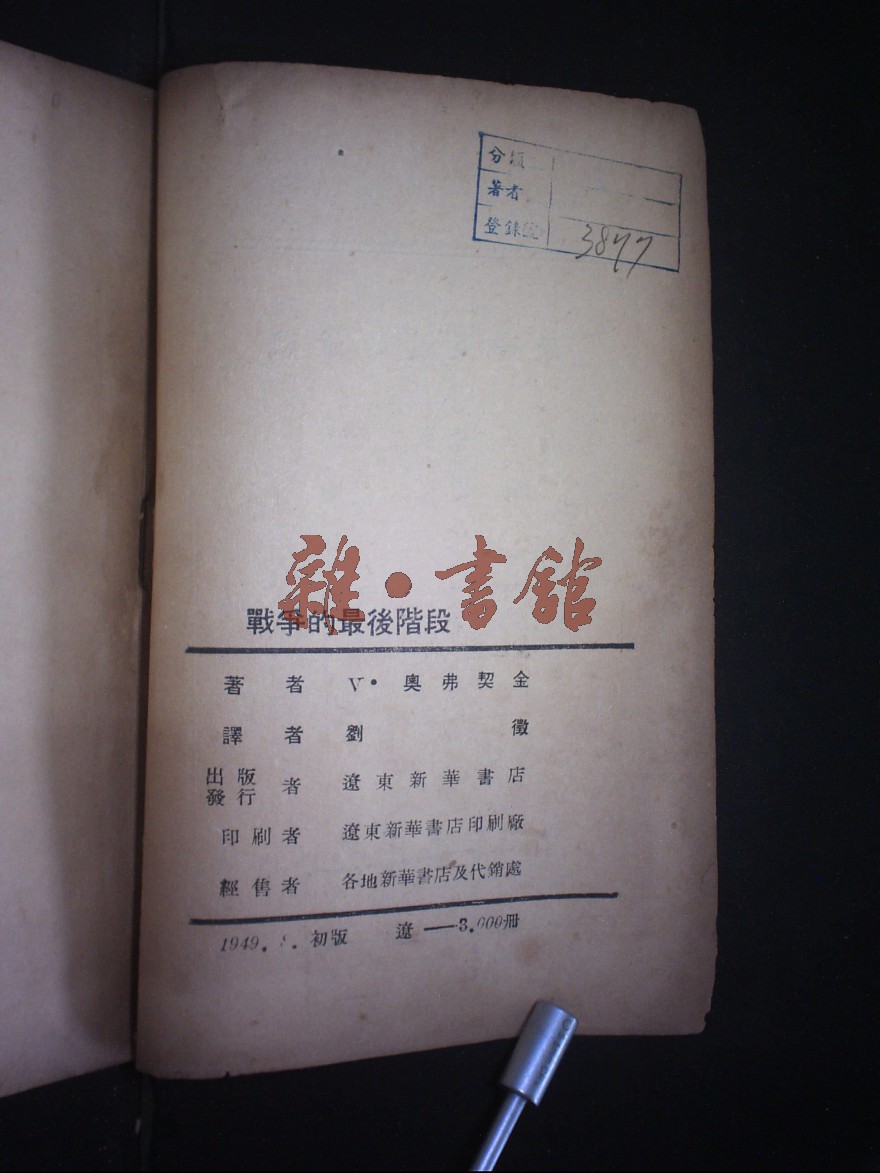 分類
著者
登錄號 3877
雜·書館
戰爭的最後階段
著者 V·奧弗契金
譯者 劉徵
出版發行者 遼東新華書店
印刷者 遼東新華書店印刷廠
經售者 各地新華書店及代銷處
1949. 初版 遼—3.000冊